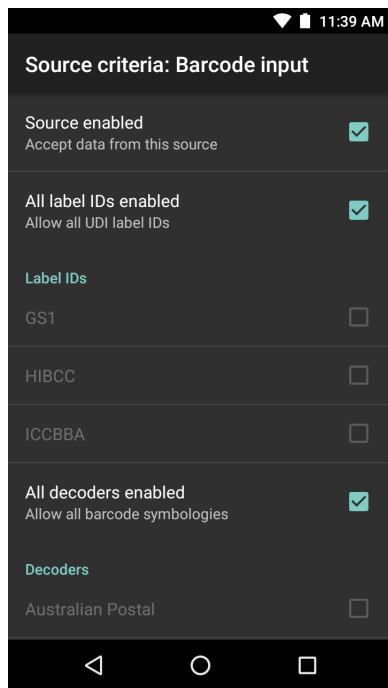 11:39 AM
Source criteria: Barcode input
Source enabled
Accept data from this source
All label IDs enabled
Allow all UDI label IDs
Label IDs
GS1
HIBCC
ICCBBA
All decoders enabled
Allow all barcode symbologies
Decoders
Australian Postal